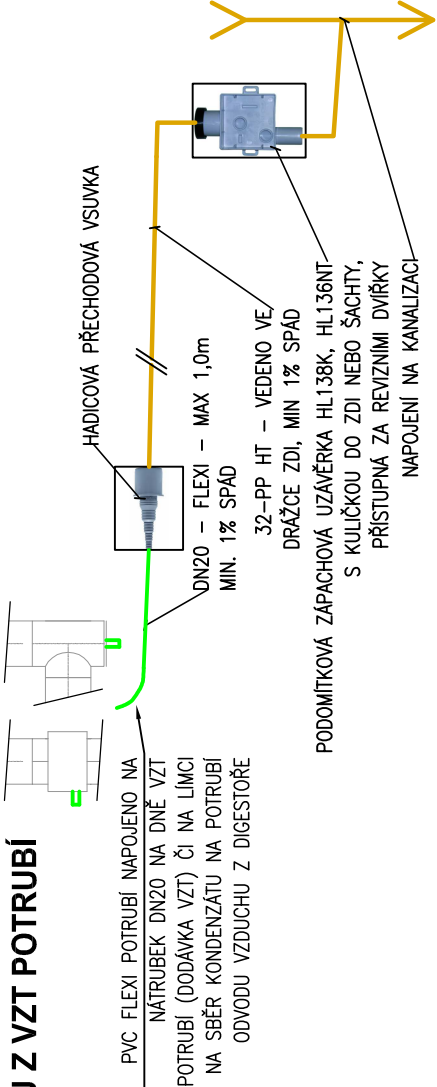 U Z VZT POTRUBÍ
PVC FLEXI POTRUBÍ NAPOJENO NA
NÁTRUBEK DN20 NA DNĚ VZT
POTRUBÍ (DODÁVKA VZT) ČI NA LÍMCI
NA SBĚR KONDENZÁTU NA POTRUBÍ
ODVODU VZDUCHU Z DIGESTOŘE
HADICOVÁ PŘECHODOVÁ VSUVKA
DN20 – FLEXI – MAX 1,0m
MIN. 1% SPÁD
32–PP HT – VEDENO VE
DRÁŽCE ZDI, MIN 1% SPÁD
PODOMÍTKOVÁ ZÁPACHOVÁ UZÁVĚRKA HL138K, HL136NT
S KULIČKOU DO ZDI NEBO ŠACHTY,
PŘÍSTUPNÁ ZA REVIZNÍMI DVÍŘKY
NAPOJENÍ NA KANALIZACI